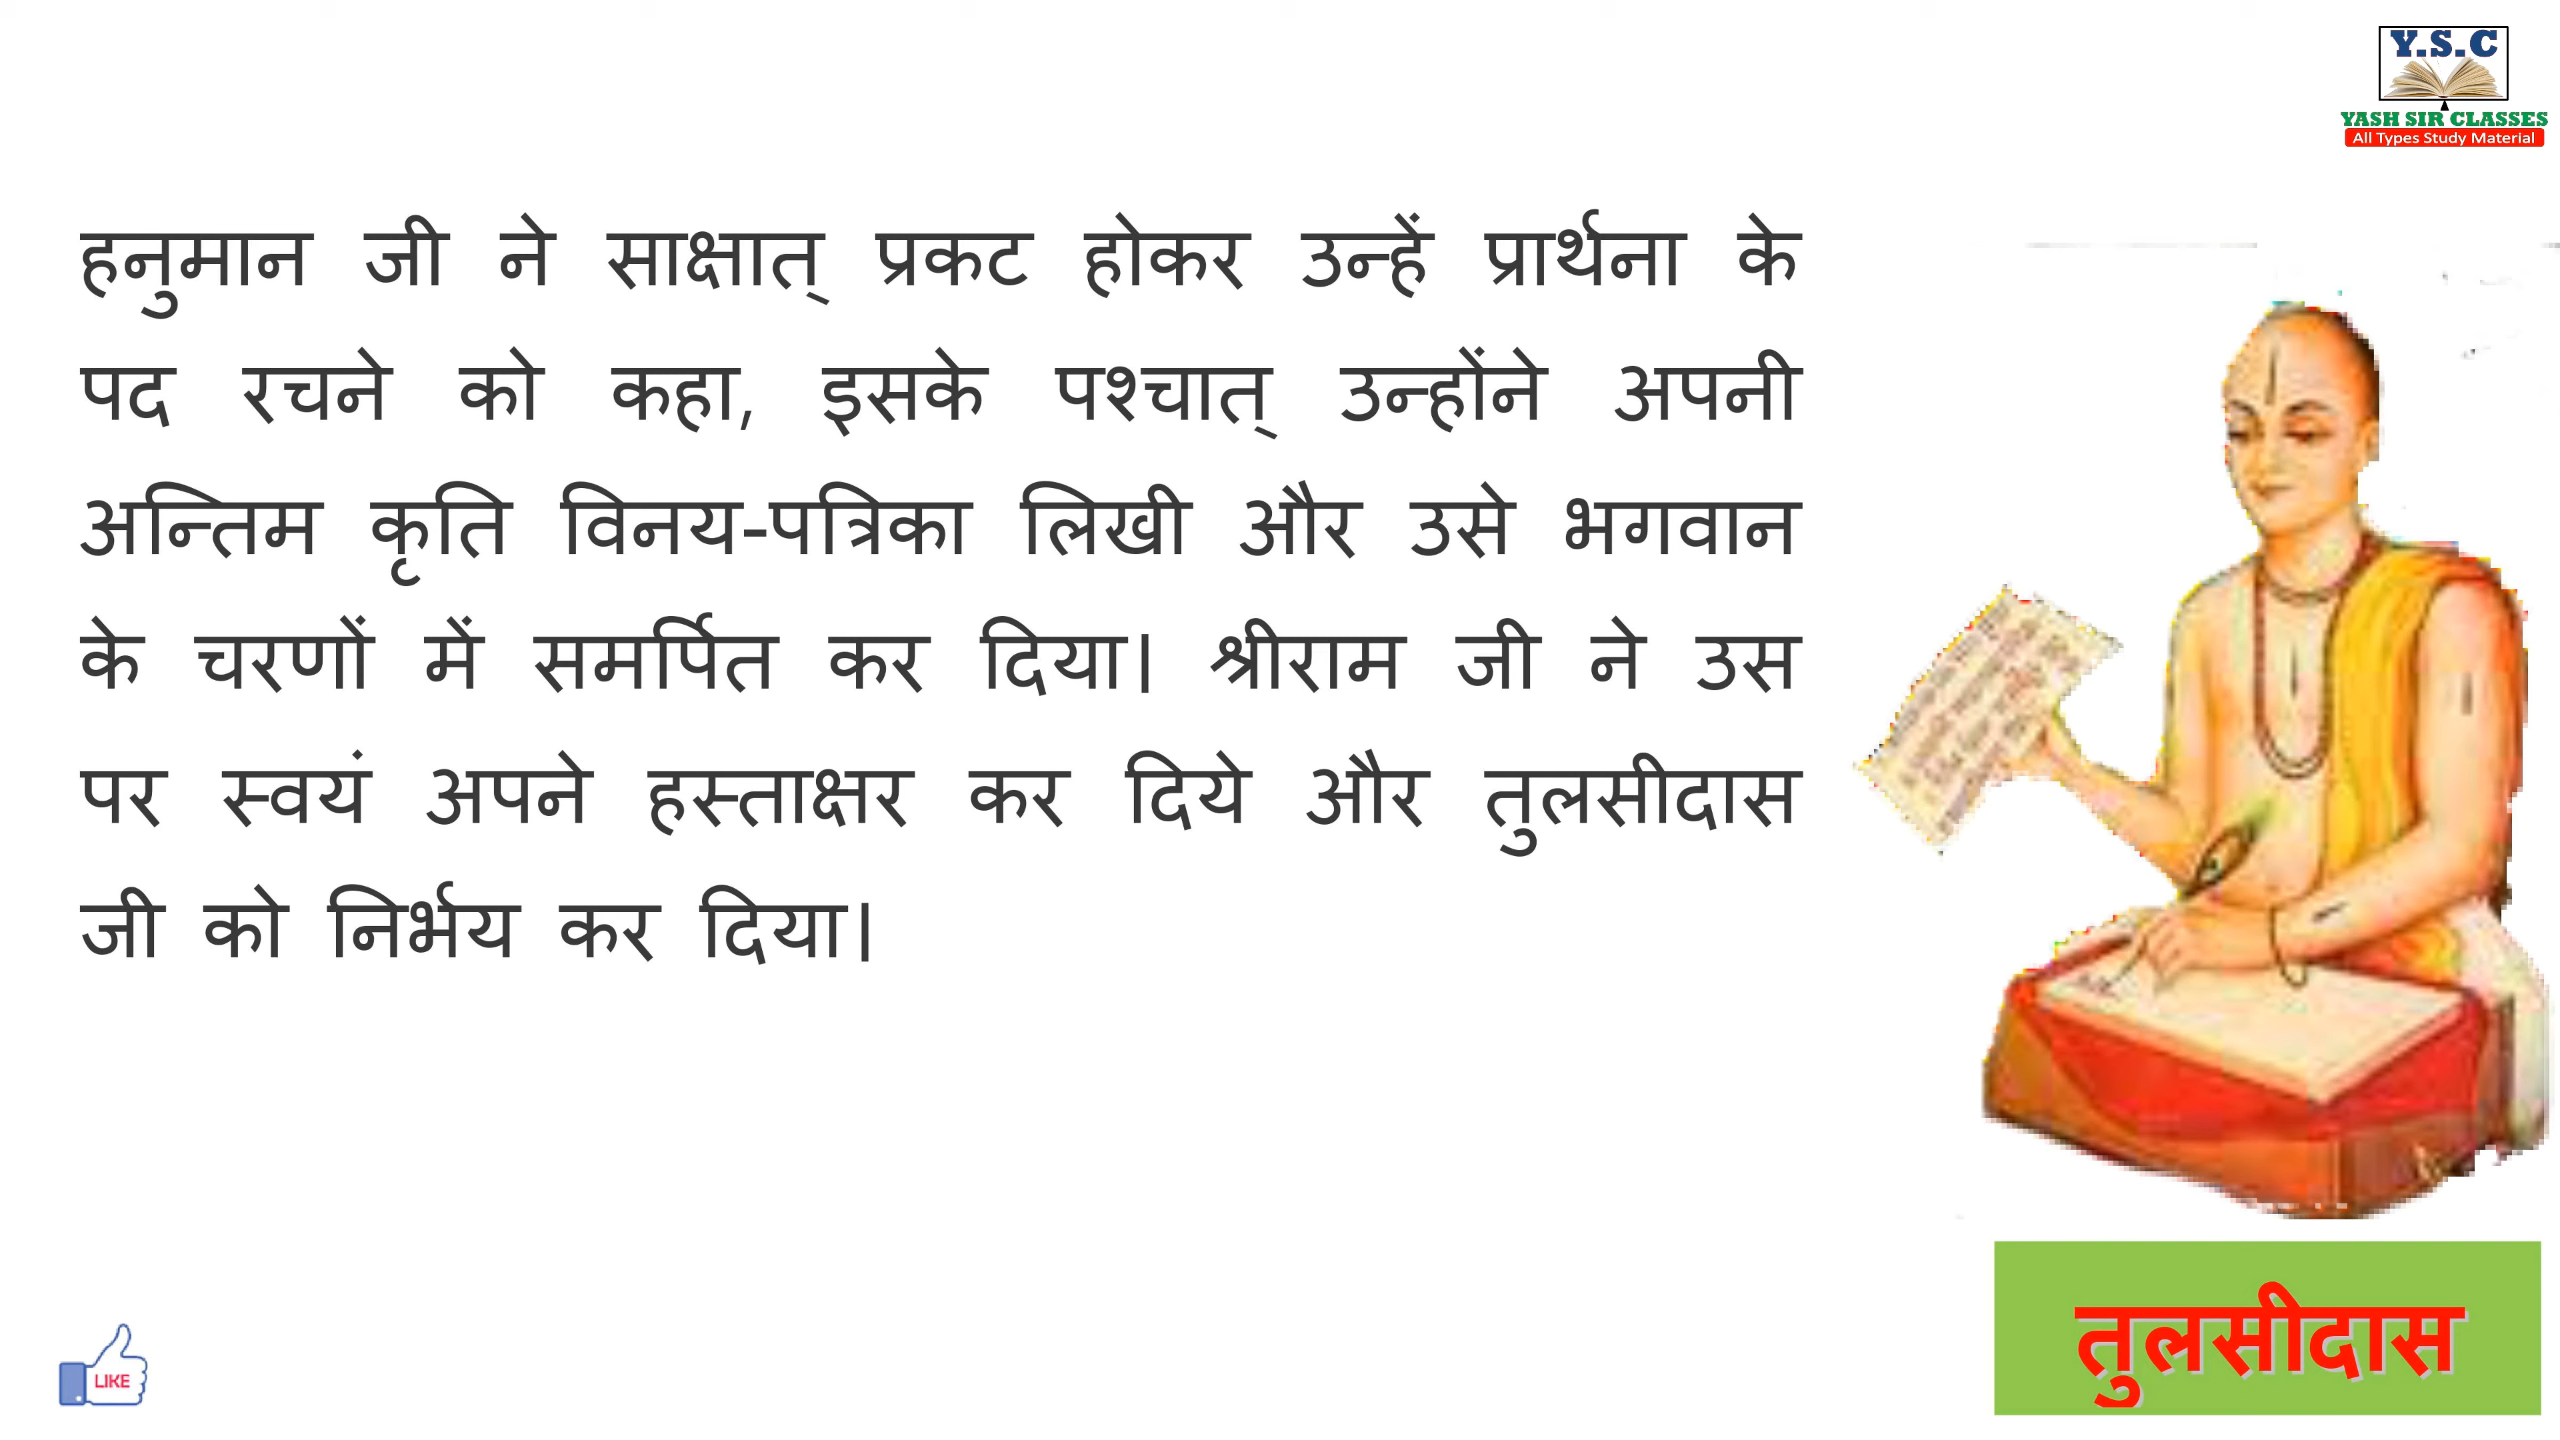 Y.S.C
YASH SIR CLASSES
All Types Study Material
हनुमान जी ने साक्षात् प्रकट होकर उन्हें प्रार्थना के
पद रचने को कहा, इसके पश्चात् उन्होंने अपनी
अन्तिम कृति विनय-पत्रिका लिखी और उसे भगवान
के चरणों में समर्पित कर दिया। श्रीराम जी ने उस
पर स्वयं अपने हस्ताक्षर कर दिये और तुलसीदास
जी को निर्भय कर दिया।
LIKE
तुलसीदास